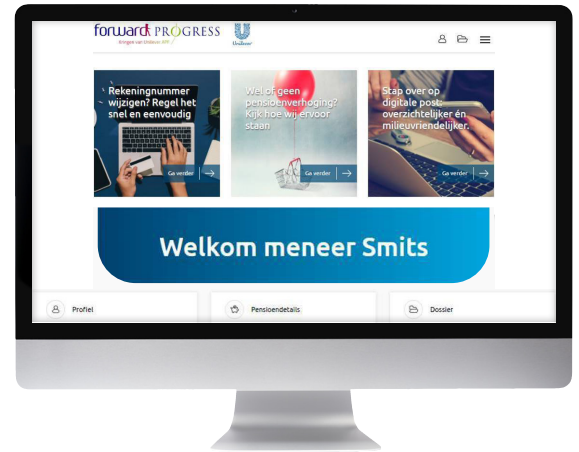 forward PROGRESS
Kringen van Unilever APF
Unilever
Rekeningnummer
wijzigen? Regel het
snel en eenvoudig
Ga verder
Wel of geen
pensioenverhoging?
Kijk hoe wij ervoor
staan
Ga verder
Stap over op
digitale post:
overzichtelijker én
milieuvriendelijker.
Ga verder
Welkom meneer Smits
Profiel
Pensioendetails
Dossier